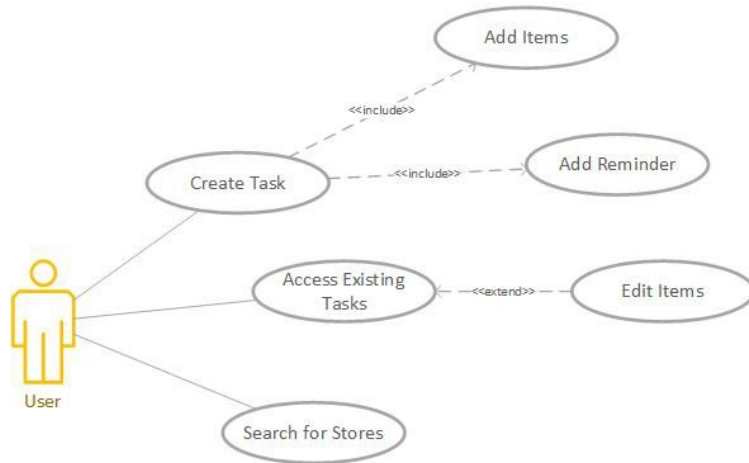 Add Items
<<include>>
Add Reminder
<<include>>
Create Task
Access Existing
Tasks
<<extend>>
Edit Items
User
Search for Stores